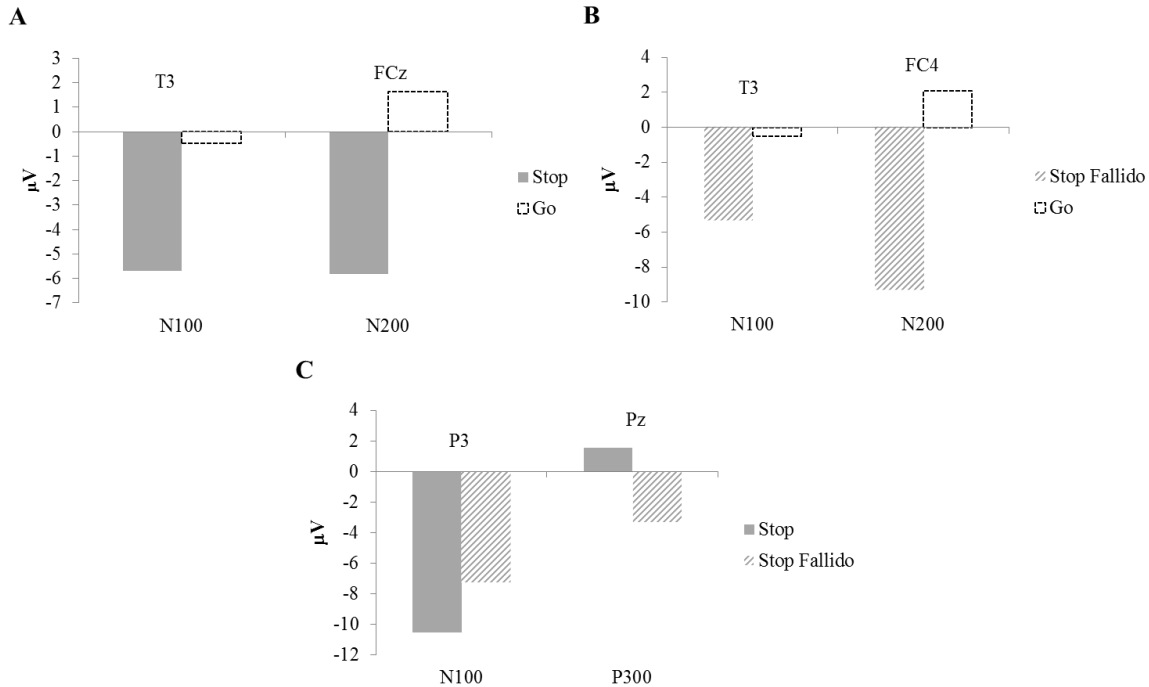 A
3
2
1
0
-1
-2
-3
-4
-5
-6
-7
μV
T3
FCz
N100
N200
Stop
Go
B
4
2
0
-2
-4
-6
-8
-10
μV
T3
FC4
N100
N200
Stop Fallido
Go
C
4
2
0
-2
-4
-6
-8
-10
-12
μV
P3
Pz
N100
P300
Stop
Stop Fallido